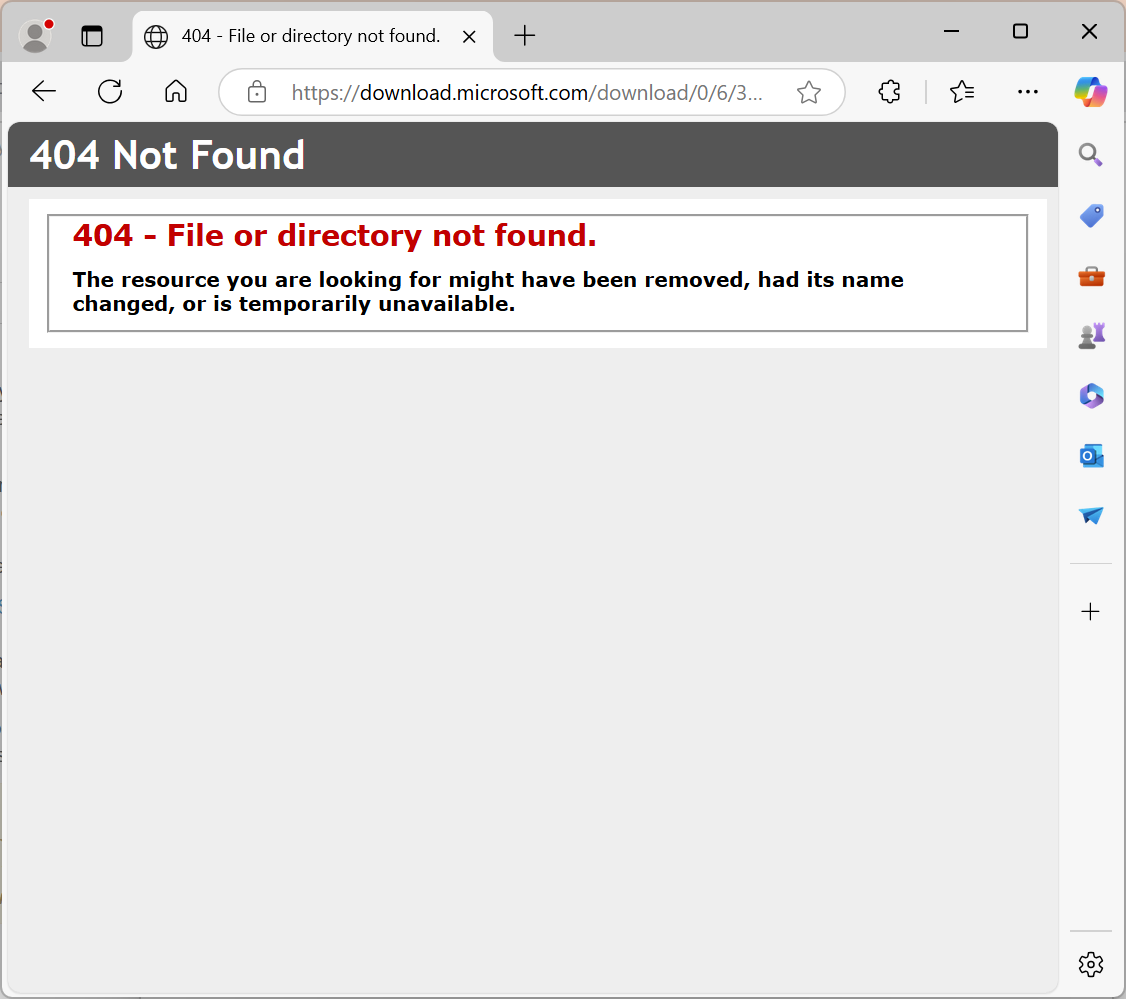 404 - File or directory not found.
https://download.microsoft.com/download/0/6/3...
404 Not Found
404 - File or directory not found.
The resource you are looking for might have been removed, had its name
changed, or is temporarily unavailable.